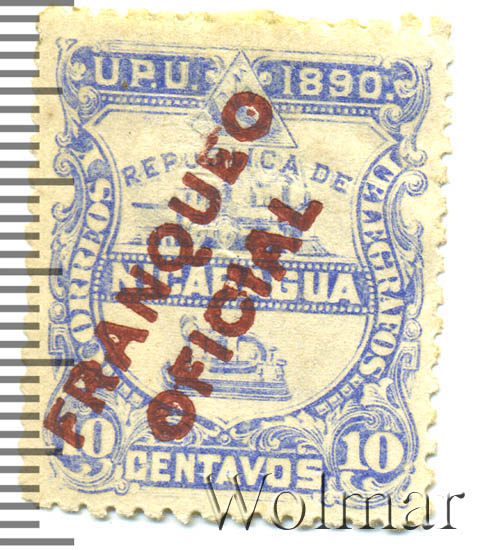 U.P.U. 1890.
REPUBLICA DE
NICARAGUA
CORREOS
TELEGRAFOS
FRANQUEO
OFICIAL
10 CENTAVOS 10
Wolmar